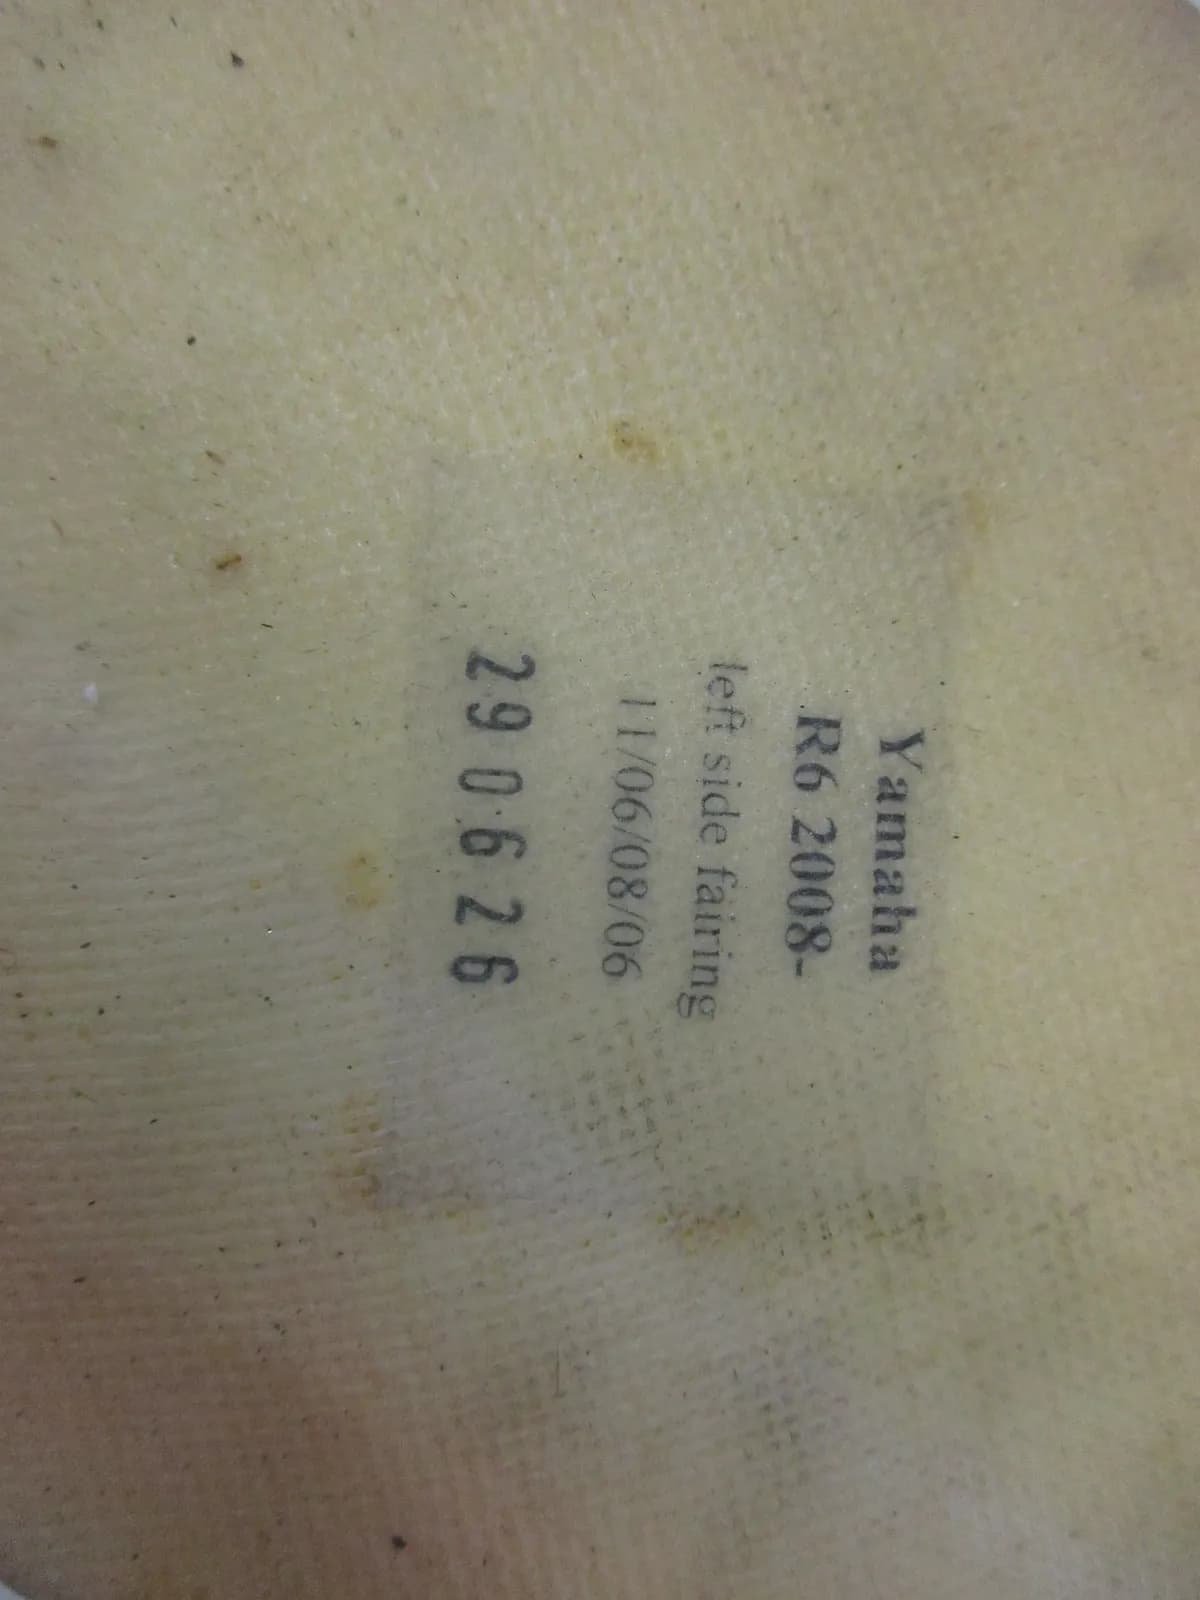 Yamaha
R6 2008-
left side fairing
11/06/08/06
290626